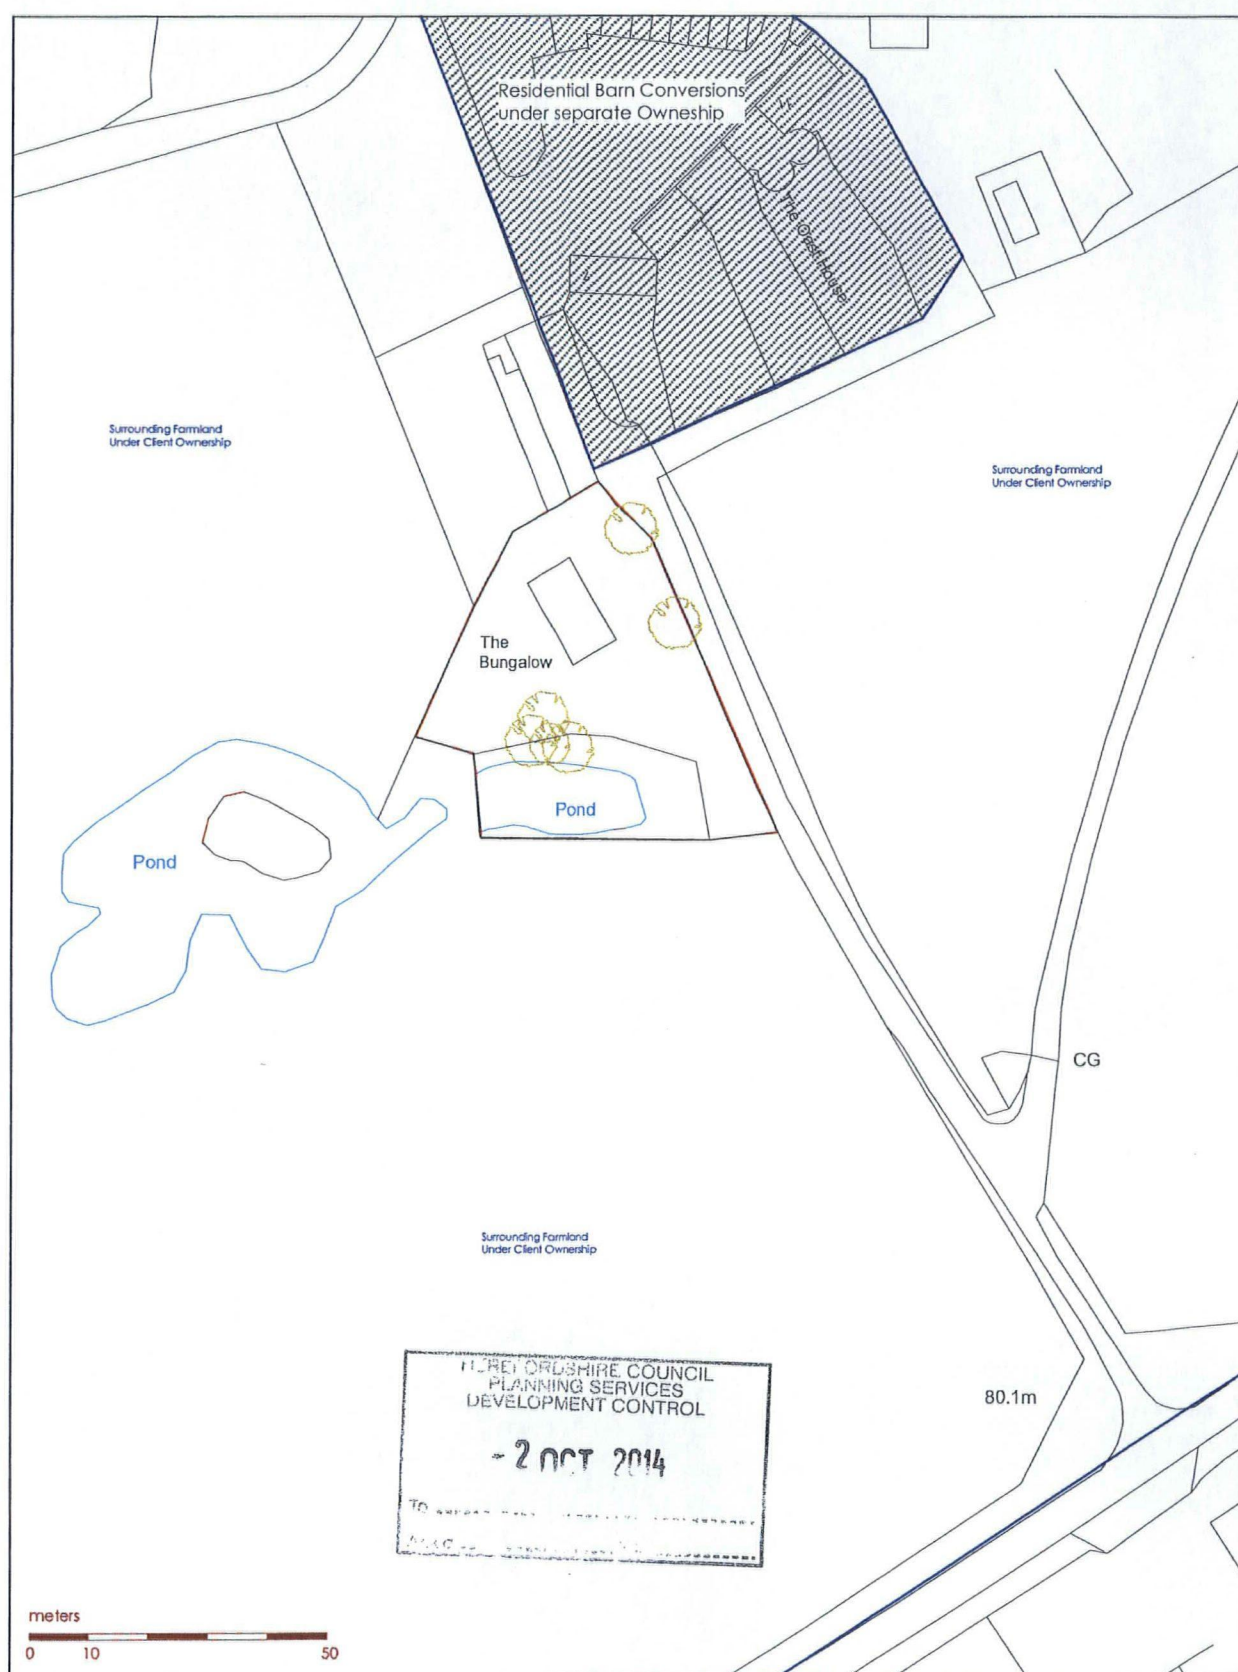 Residential Barn Conversions
under separate Owneship
The Oast House
Surrounding Farmland
Under Client Ownership
Surrounding Farmland
Under Client Ownership
The
Bungalow
Pond
Pond
CG
Surrounding Farmland
Under Client Ownership
80.1m
HEREFORDSHIRE COUNCIL
PLANNING SERVICES
DEVELOPMENT CONTROL
- 2 OCT 2014
TO
meters
0 10 50